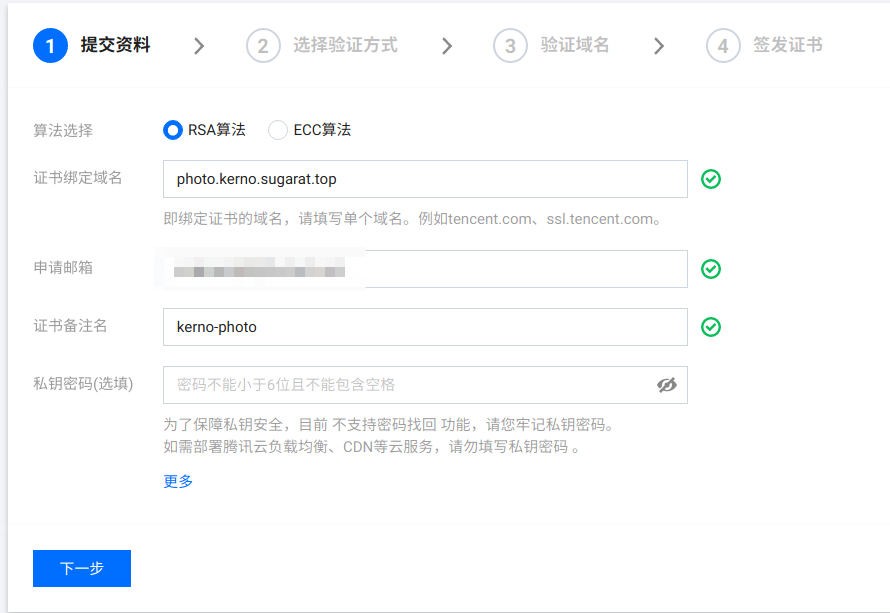 1 提交资料 > 2 选择验证方式 > 3 验证域名 > 4 签发证书
算法选择 RSA算法 ECC算法
证书绑定域名 photo.kerno.sugarat.top
即绑定证书的域名，请填写单个域名。例如tencent.com、ssl.tencent.com。
申请邮箱
证书备注名 kerno-photo
私钥密码(选填) 密码不能小于6位且不能包含空格
为了保障私钥安全，目前 不支持密码找回 功能，请您牢记私钥密码。
如需部署腾讯云负载均衡、CDN等云服务，请勿填写私钥密码 。
更多
下一步